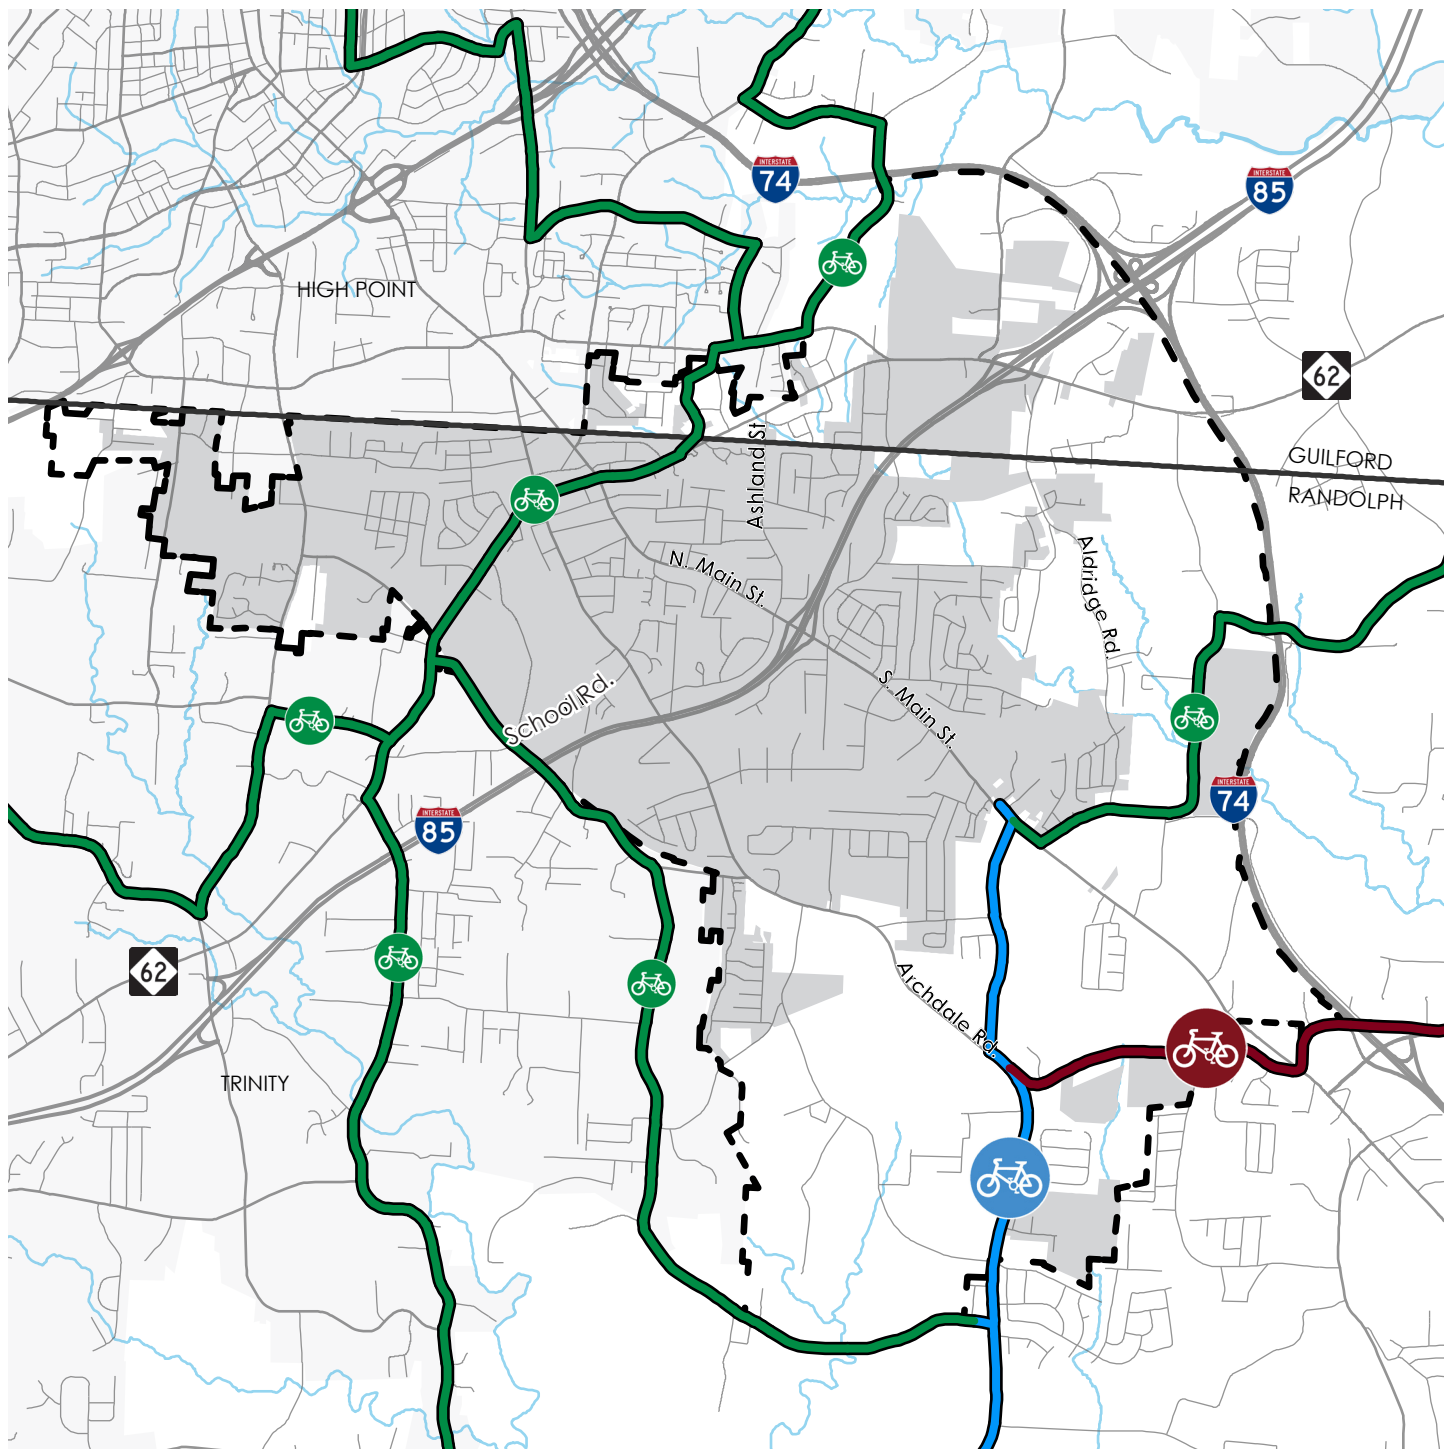 INTERSTATE
74
INTERSTATE
85
HIGH POINT
62
Ashland St.
GUILFORD
RANDOLPH
N. Main St.
Aldridge Rd.
School Rd.
S. Main St.
INTERSTATE
74
INTERSTATE
85
62
Archdale Rd.
TRINITY